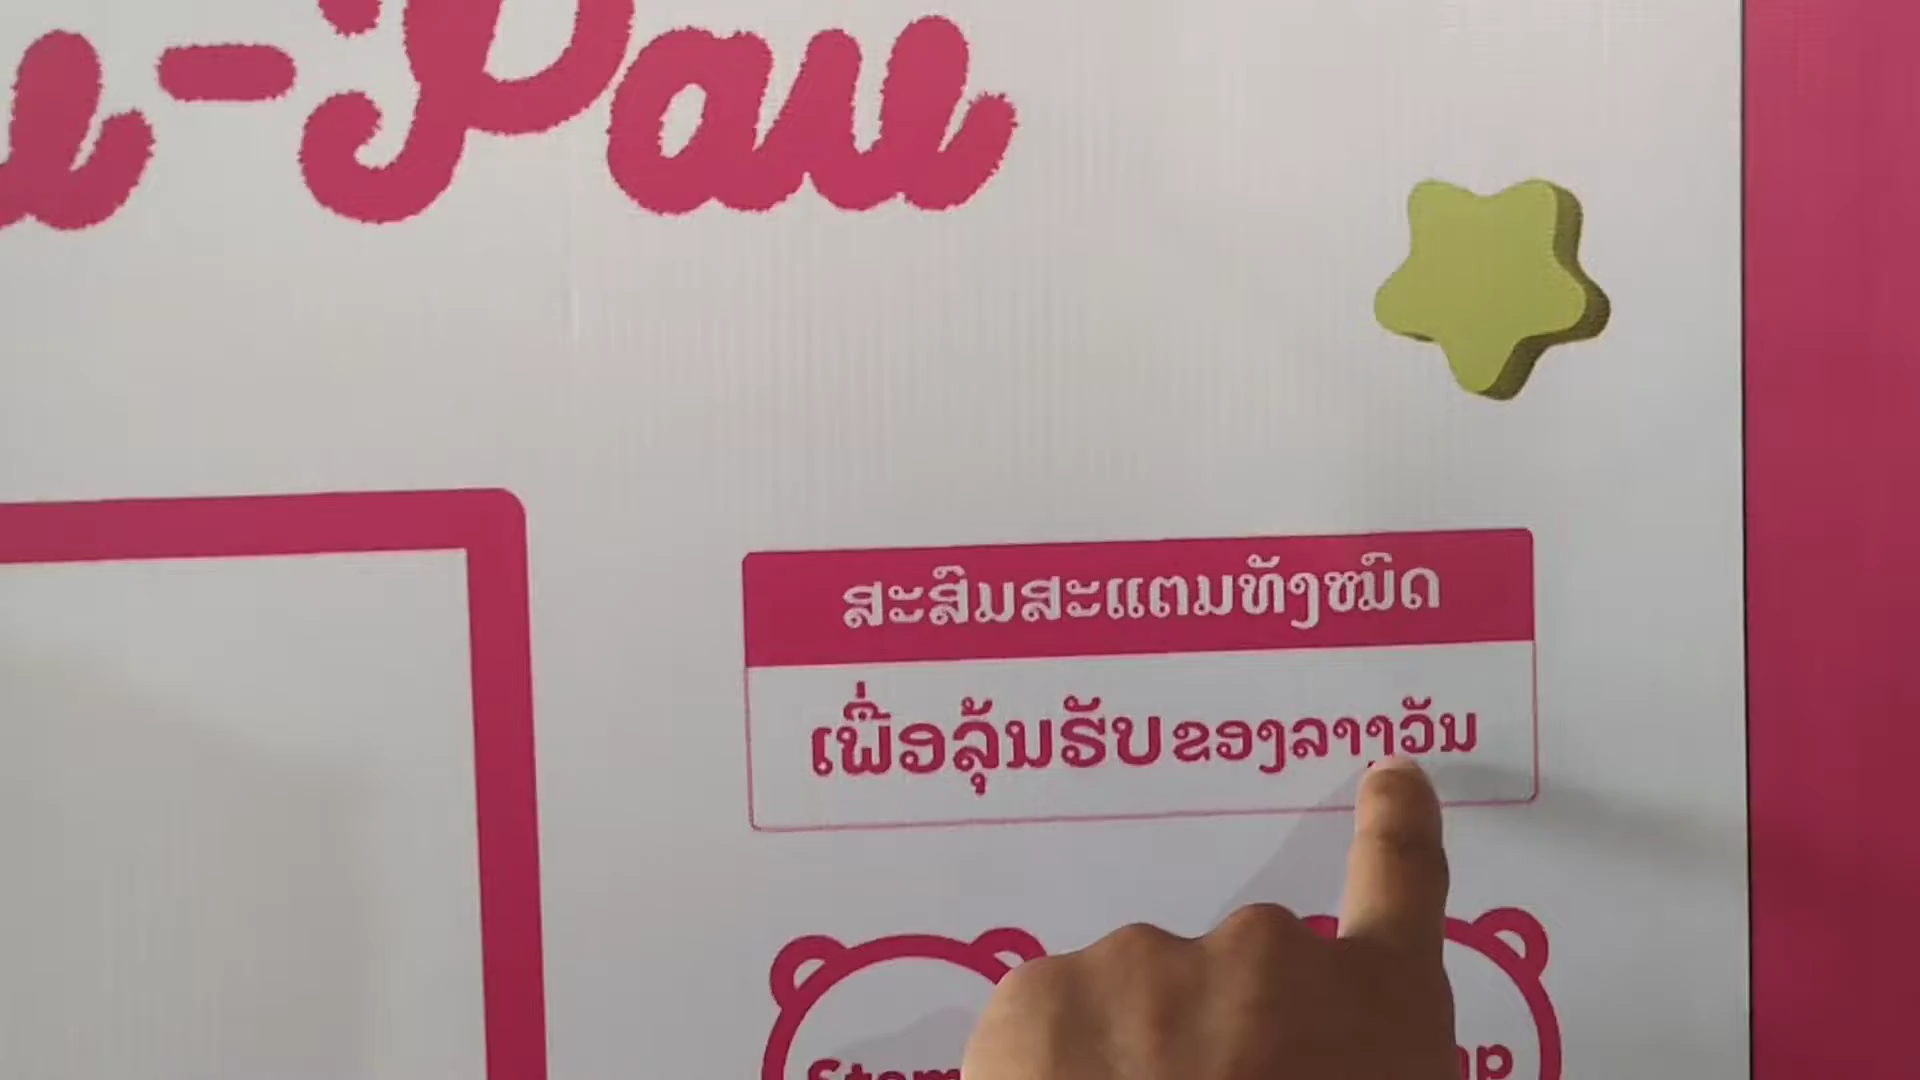 -Pau
ສະສົມສະແຕມທັງໝົດ
ເພື່ອລຸ້ນຮັບຂອງລາງວັນ